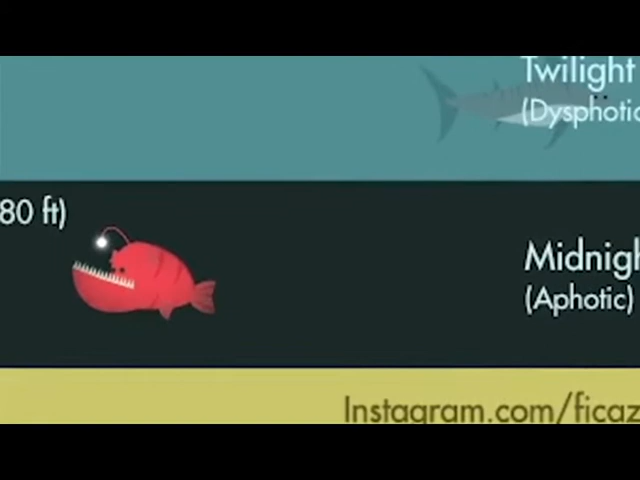 Twilight
(Dysphotic
80 ft)
Midnigh
(Aphotic)
Instagram.com/ficaz